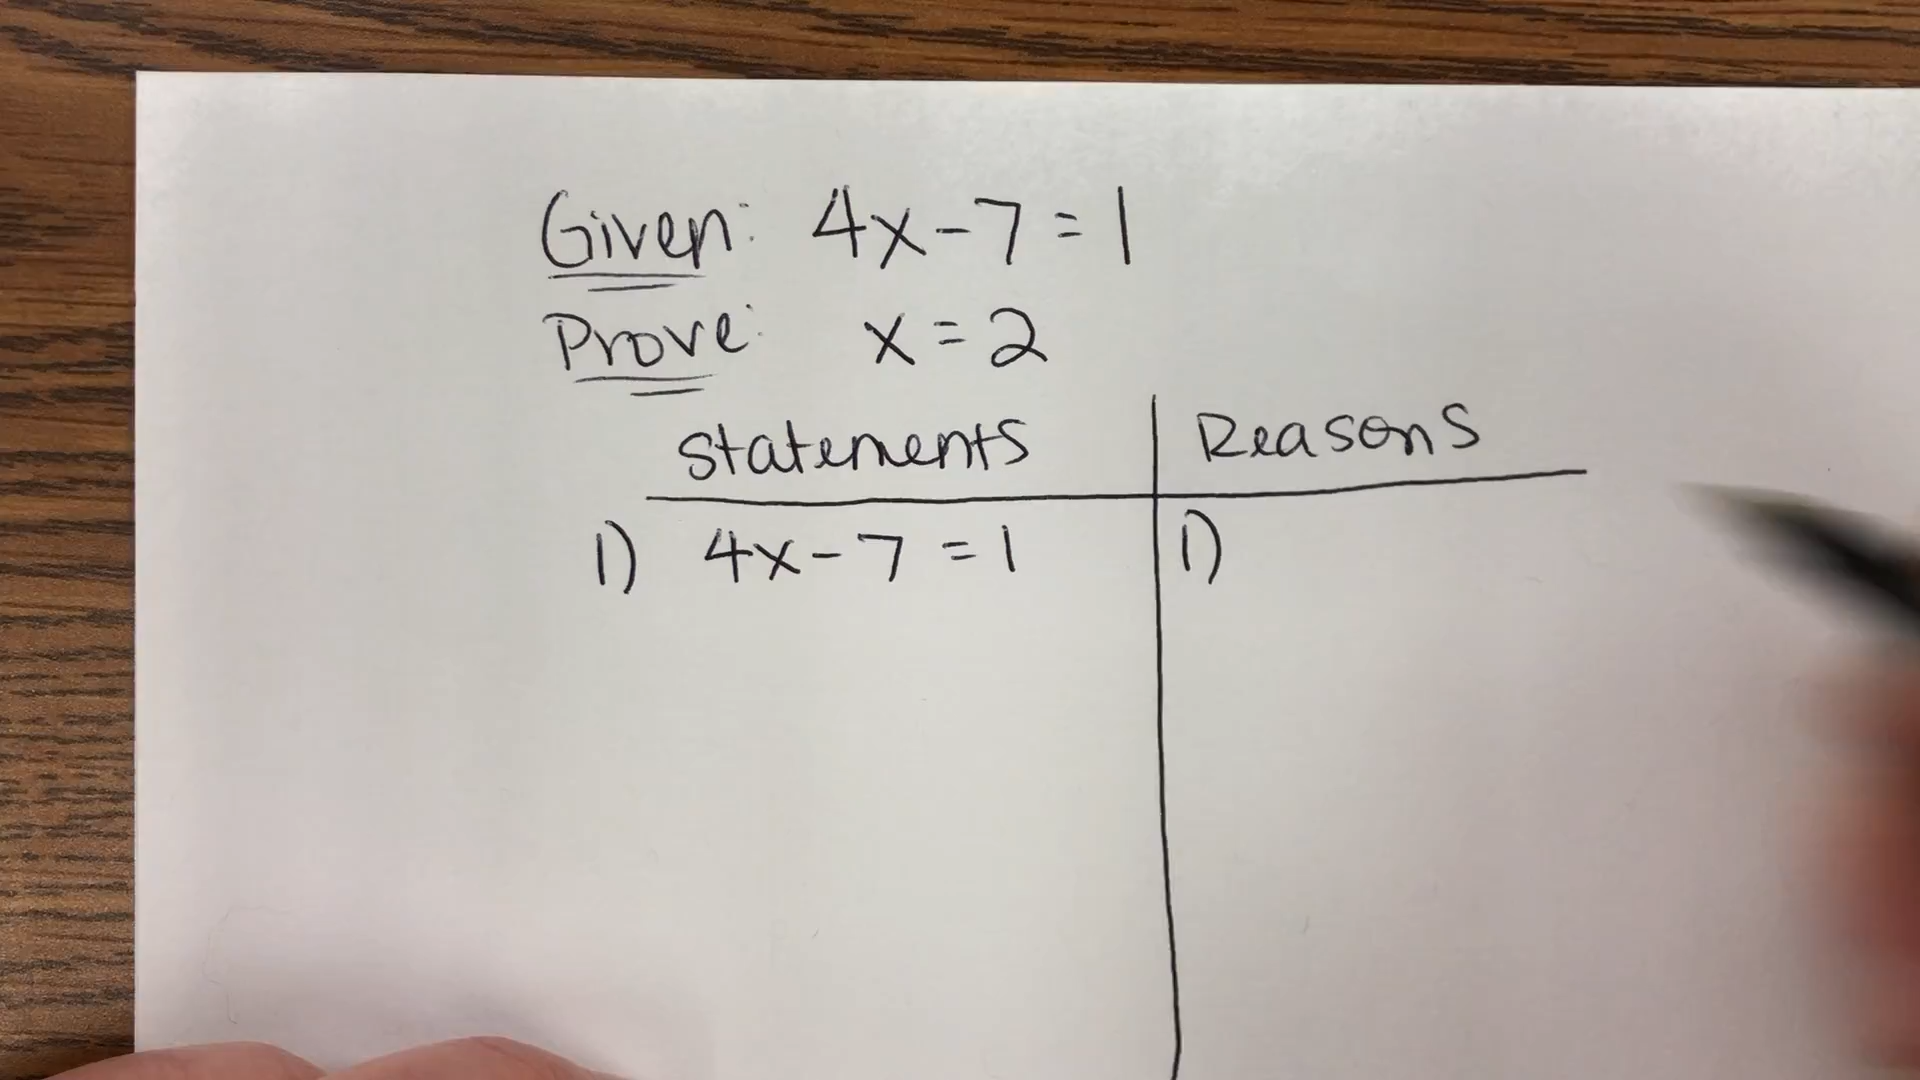 Given: 4x-7=1
Prove: x=2
Statements Reasons
1) 4x-7=1 1)